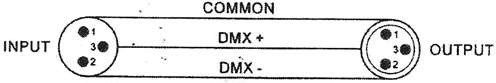 COMMON
1
1
INPUT
3
DMX +
3
OUTPUT
2
DMX -
2